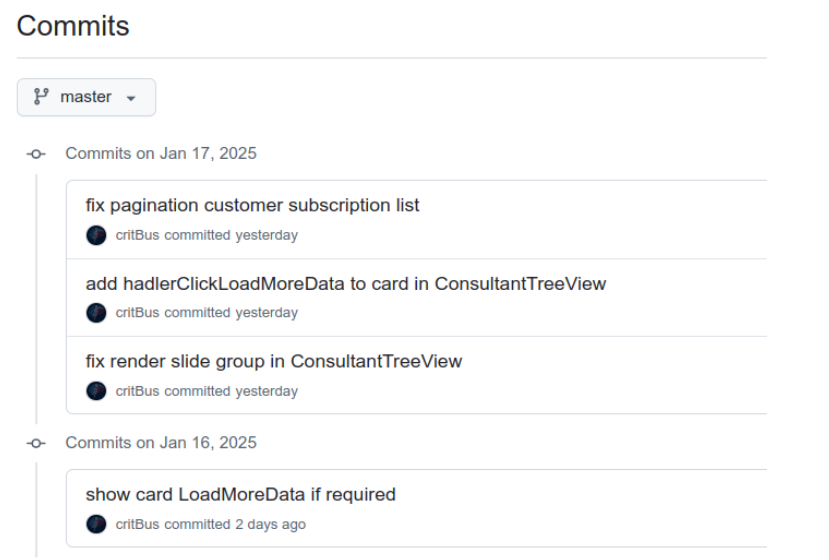 Commits
master
Commits on Jan 17, 2025
fix pagination customer subscription list
critBus committed yesterday
add hadlerClickLoadMoreData to card in ConsultantTreeView
critBus committed yesterday
fix render slide group in ConsultantTreeView
critBus committed yesterday
Commits on Jan 16, 2025
show card LoadMoreData if required
critBus committed 2 days ago